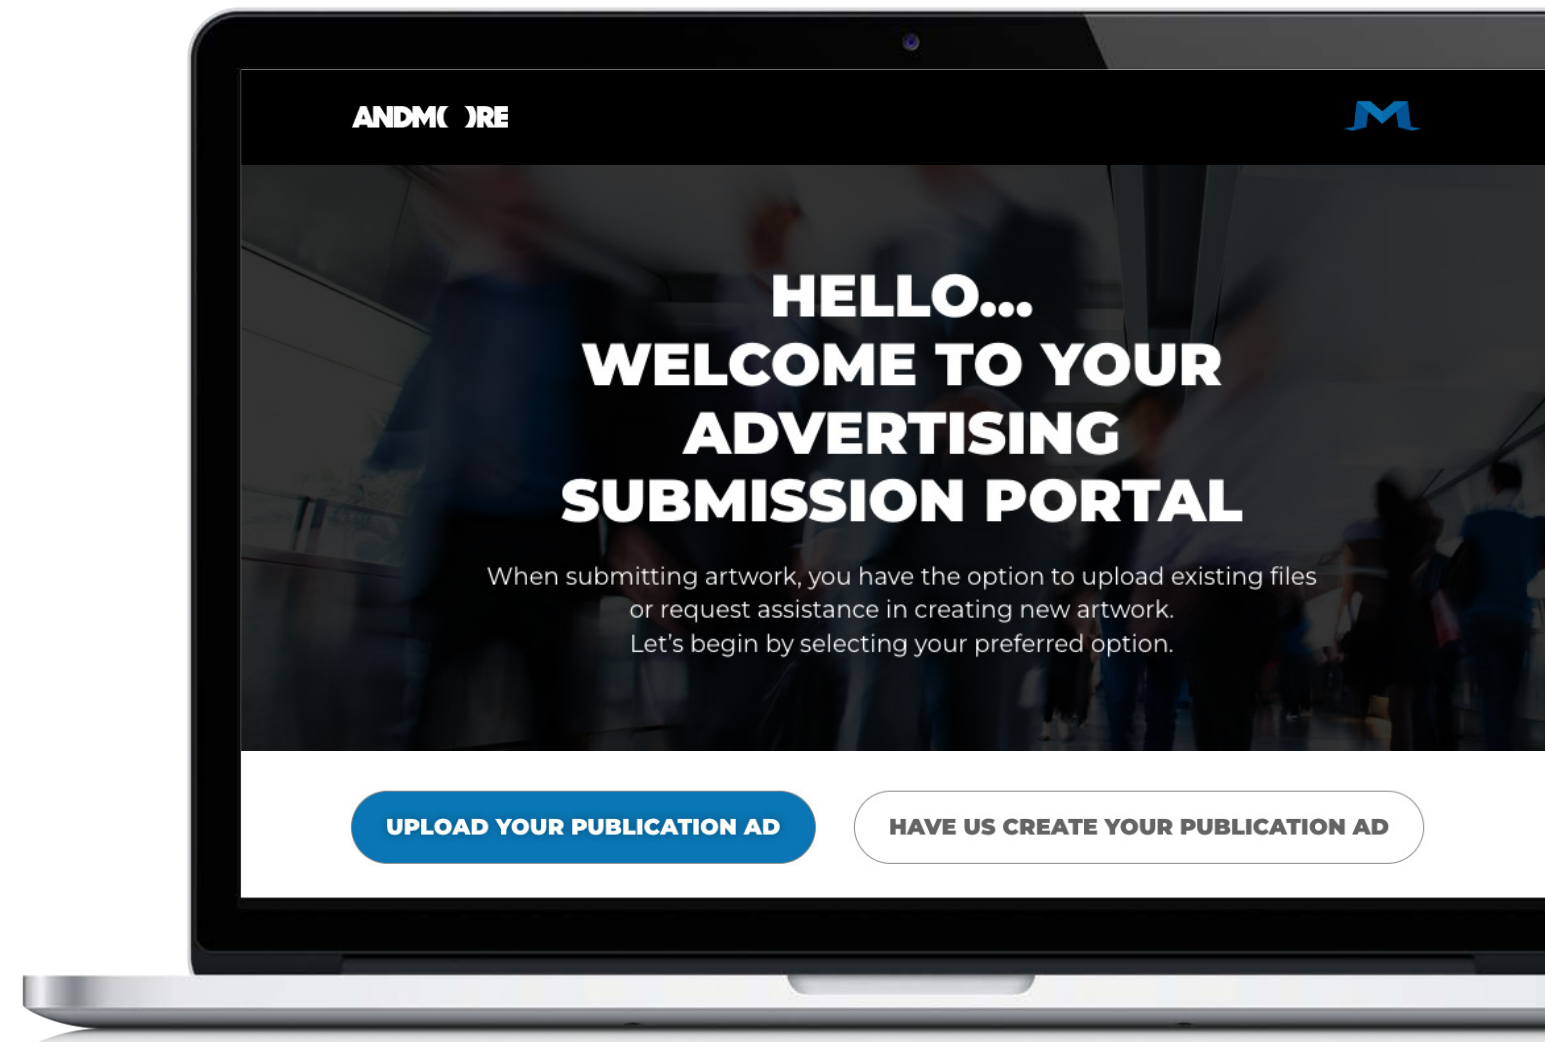 ANDM( )RE
M
HELLO...
WELCOME TO YOUR
ADVERTISING
SUBMISSION PORTAL
When submitting artwork, you have the option to upload existing files
or request assistance in creating new artwork.
Let's begin by selecting your preferred option.
UPLOAD YOUR PUBLICATION AD
HAVE US CREATE YOUR PUBLICATION AD